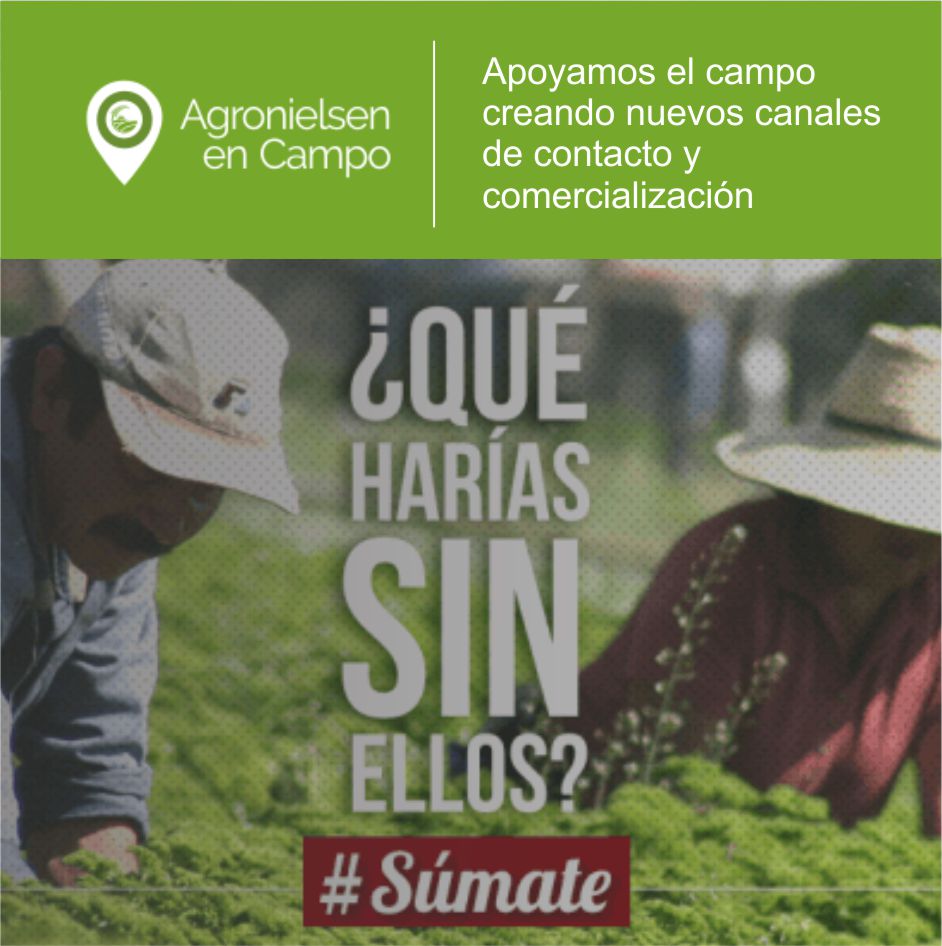 Agronielsen
en Campo
Apoyamos el campo
creando nuevos canales
de contacto y
comercialización
¿QUÉ
HARÍAS
SIN
ELLOS?
# Súmate